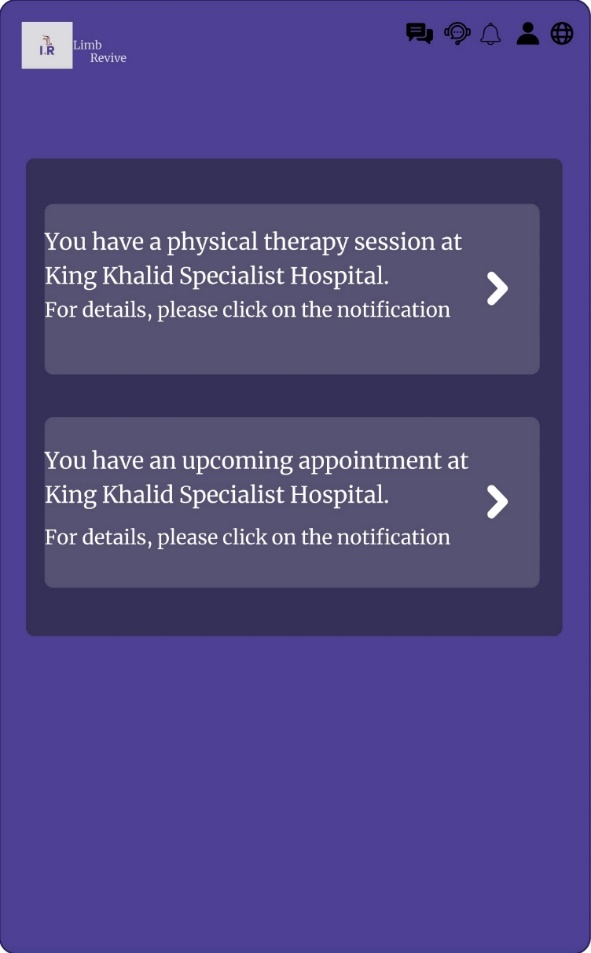 LR
Limb
Revive
You have a physical therapy session at
King Khalid Specialist Hospital.
For details, please click on the notification
You have an upcoming appointment at
King Khalid Specialist Hospital.
For details, please click on the notification